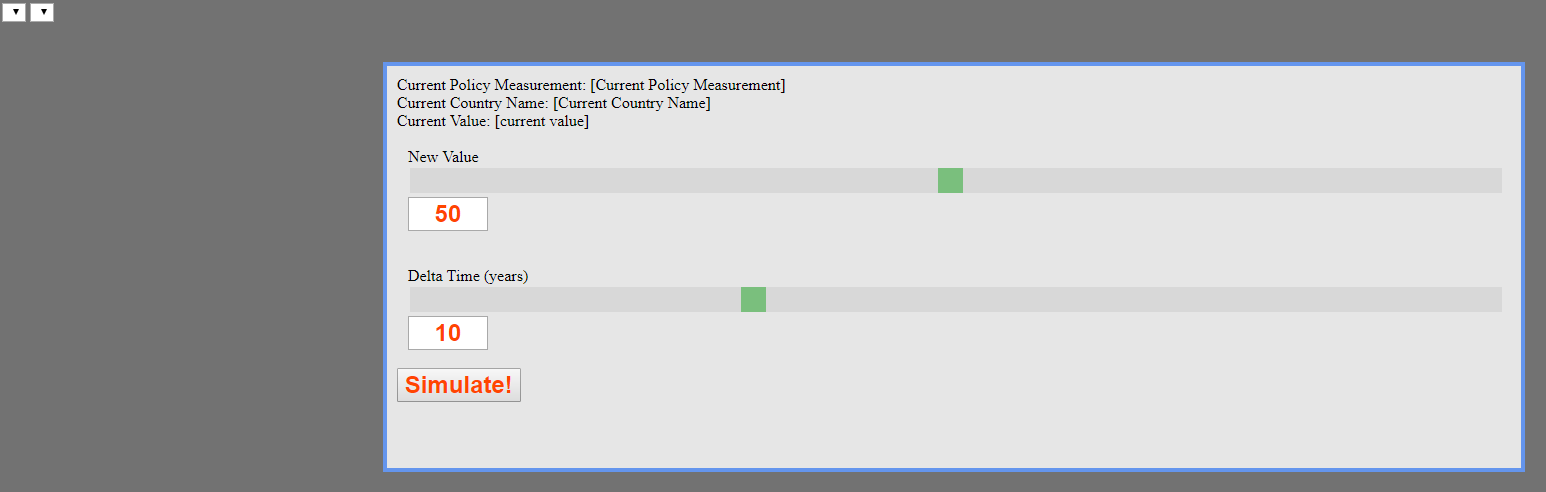 Current Policy Measurement: [Current Policy Measurement]
Current Country Name: [Current Country Name]
Current Value: [current value]
New Value
50
Delta Time (years)
10
Simulate!